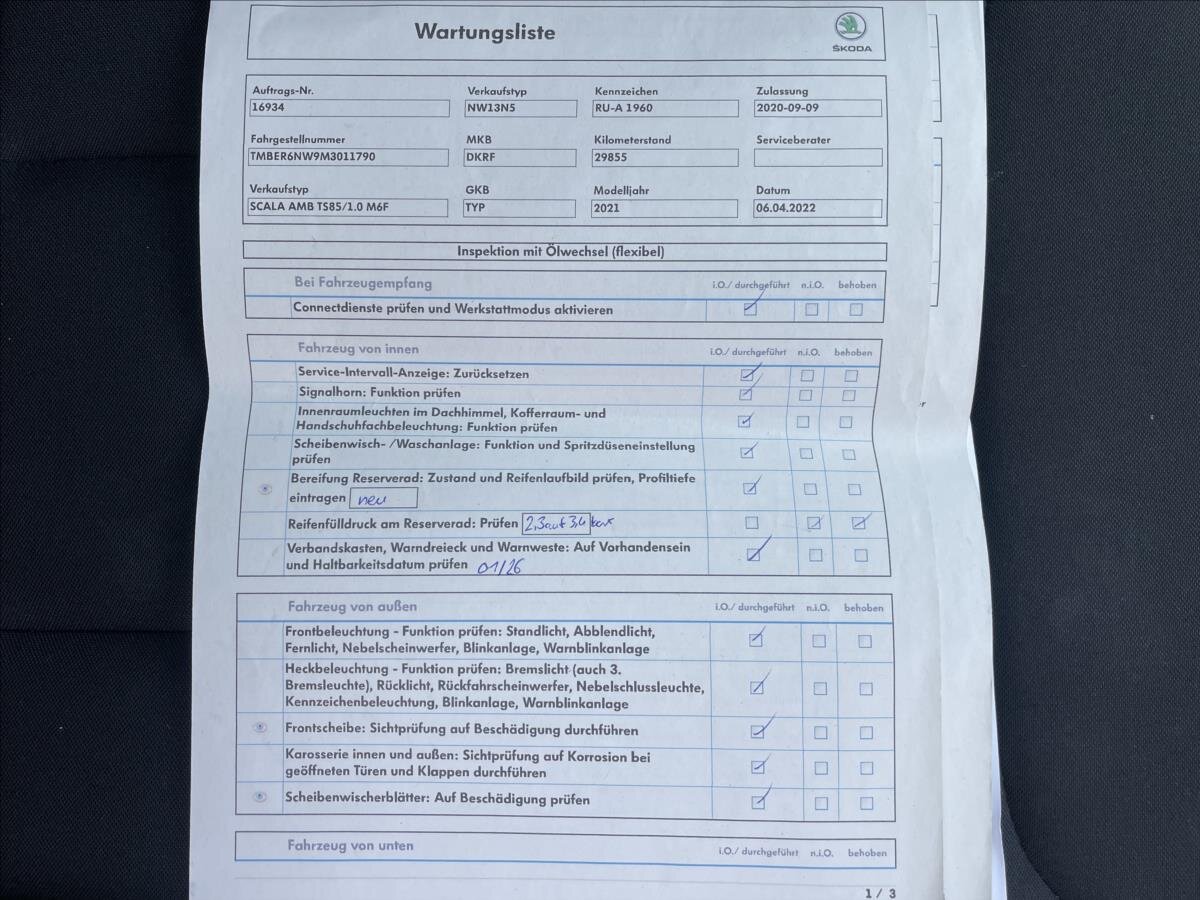 Wartungsliste
ŠKODA
Auftrags-Nr. Verkaufstyp Kennzeichen Zulassung
16934 NW13N5 RU-A 1960 2020-09-09
Fahrgestellnummer MKB Kilometerstand Serviceberater
TMBER6NW9M3011790 DKRF 29855
Verkaufstyp GKB Modelljahr Datum
SCALA AMB TS85/1.0 M6F TYP 2021 06.04.2022
Inspektion mit Ölwechsel (flexibel)
Bei Fahrzeugempfang i.O./ durchgeführt n.i.O. behoben
Connectdienste prüfen und Werkstattmodus aktivieren
Fahrzeug von innen i.O./ durchgeführt n.i.O. behoben
Service-Intervall-Anzeige: Zurücksetzen
Signalhorn: Funktion prüfen
Innenraumleuchten im Dachhimmel, Kofferraum- und
Handschuhfachbeleuchtung: Funktion prüfen
Scheibenwisch- /Waschanlage: Funktion und Spritzdüseneinstellung
prüfen
Bereifung Reserverad: Zustand und Reifenlaufbild prüfen, Profiltiefe
eintragen neu
Reifenfülldruck am Reserverad: Prüfen 2,3 auf 3,4 bar
Verbandskasten, Warndreieck und Warnweste: Auf Vorhandensein
und Haltbarkeitsdatum prüfen 01/26
Fahrzeug von außen i.O./ durchgeführt n.i.O. behoben
Frontbeleuchtung - Funktion prüfen: Standlicht, Abblendlicht,
Fernlicht, Nebelscheinwerfer, Blinkanlage, Warnblinkanlage
Heckbeleuchtung - Funktion prüfen: Bremslicht (auch 3.
Bremsleuchte), Rücklicht, Rückfahrscheinwerfer, Nebelschlussleuchte,
Kennzeichenbeleuchtung, Blinkanlage, Warnblinkanlage
Frontscheibe: Sichtprüfung auf Beschädigung durchführen
Karosserie innen und außen: Sichtprüfung auf Korrosion bei
geöffneten Türen und Klappen durchführen
Scheibenwischerblätter: Auf Beschädigung prüfen
Fahrzeug von unten i.O./ durchgeführt n.i.O. behoben
1 / 3